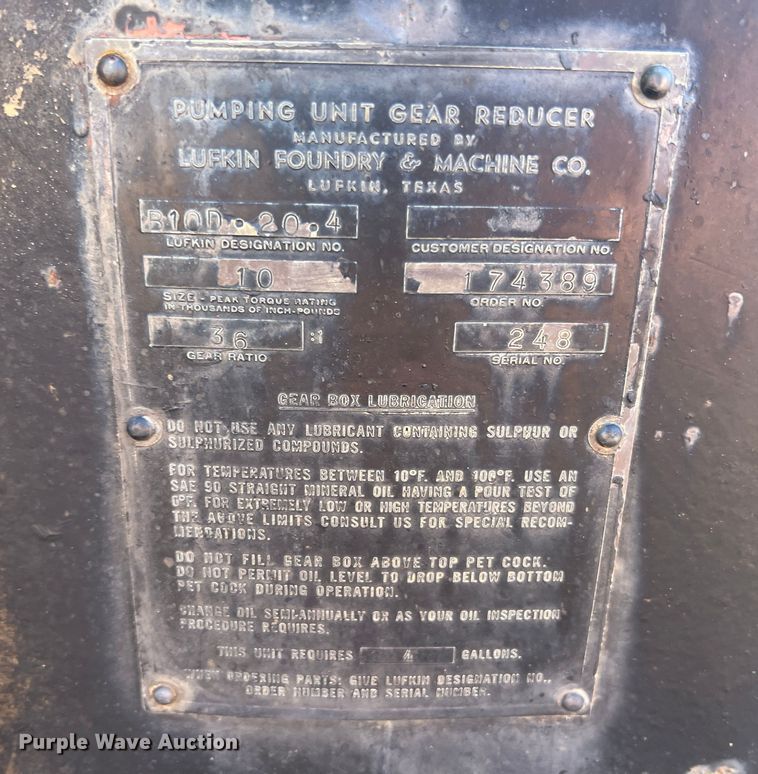 PUMPING UNIT GEAR REDUCER
MANUFACTURED BY
LUFKIN FOUNDRY & MACHINE CO.
LUFKIN, TEXAS
B10D-20-4
LUFKIN DESIGNATION NO.
CUSTOMER DESIGNATION NO.
10
SIZE - PEAK TORQUE RATING
IN THOUSANDS OF INCH-POUNDS
174389
ORDER NO.
36 :1
GEAR RATIO
248
SERIAL NO.
GEAR BOX LUBRICATION
DO NOT USE ANY LUBRICANT CONTAINING SULPHUR OR
SULPHURIZED COMPOUNDS.
FOR TEMPERATURES BETWEEN 10°F. AND 100°F. USE AN
SAE 90 STRAIGHT MINERAL OIL HAVING A POUR TEST OF
0°F. FOR EXTREMELY LOW OR HIGH TEMPERATURES BEYOND
THE ABOVE LIMITS CONSULT US FOR SPECIAL RECOM-
MENDATIONS.
DO NOT FILL GEAR BOX ABOVE TOP PET COCK.
DO NOT PERMIT OIL LEVEL TO DROP BELOW BOTTOM
PET COCK DURING OPERATION.
CHANGE OIL SEMI-ANNUALLY OR AS YOUR OIL INSPECTION
PROCEDURE REQUIRES.
THIS UNIT REQUIRES 4 GALLONS.
WHEN ORDERING PARTS: GIVE LUFKIN DESIGNATION NO.,
ORDER NUMBER AND SERIAL NUMBER.
Purple Wave Auction